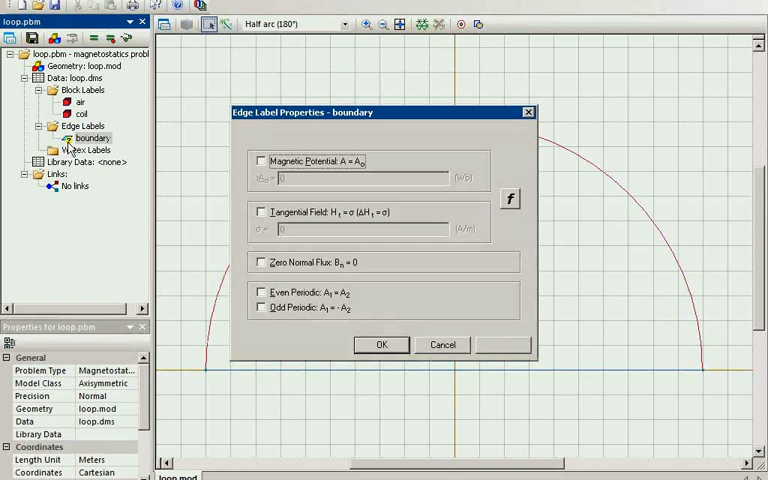 loop.pbm
Half arc (180°)
loop.pbm - magnetostatics probl
Geometry: loop.mod
Data: loop.dms
Block Labels
air
coil
Edge Labels
boundary
Vertex Labels
Library Data: <none>
Links:
No links
Edge Label Properties - boundary
Magnetic Potential: A = A₀
rA₀ = 0 (Wb)
Tangential Field: Hₜ = σ (ΔHₜ = σ)
σ = 0 (A/m)
f
Zero Normal Flux: Bₙ = 0
Even Periodic: A₁ = A₂
Odd Periodic: A₁ = - A₂
OK
Cancel
Properties for loop.pbm
General
Problem Type Magnetostat...
Model Class Axisymmetric
Precision Normal
Geometry loop.mod
Data loop.dms
Library Data
Coordinates
Length Unit Meters
Coordinates Cartesian
loop.mod